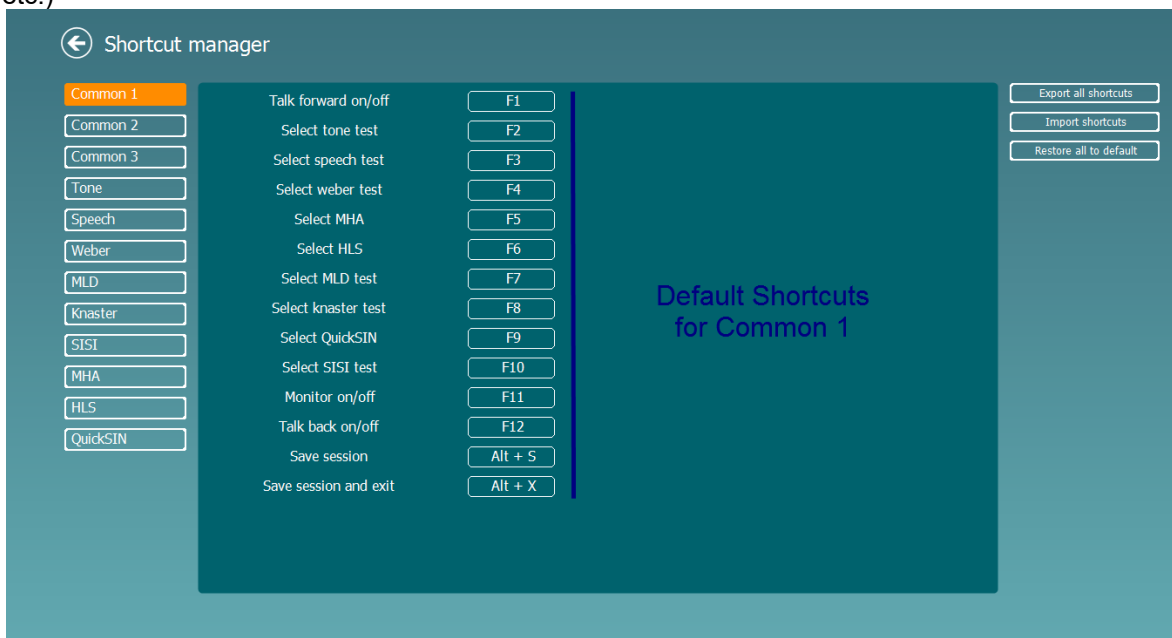 etc.)
Shortcut manager
Common 1
Common 2
Common 3
Tone
Speech
Weber
MLD
Knaster
SISI
MHA
HLS
QuickSIN
Talk forward on/off F1
Select tone test F2
Select speech test F3
Select weber test F4
Select MHA F5
Select HLS F6
Select MLD test F7
Select knaster test F8
Select QuickSIN F9
Select SISI test F10
Monitor on/off F11
Talk back on/off F12
Save session Alt + S
Save session and exit Alt + X
Default Shortcuts
for Common 1
Export all shortcuts
Import shortcuts
Restore all to default